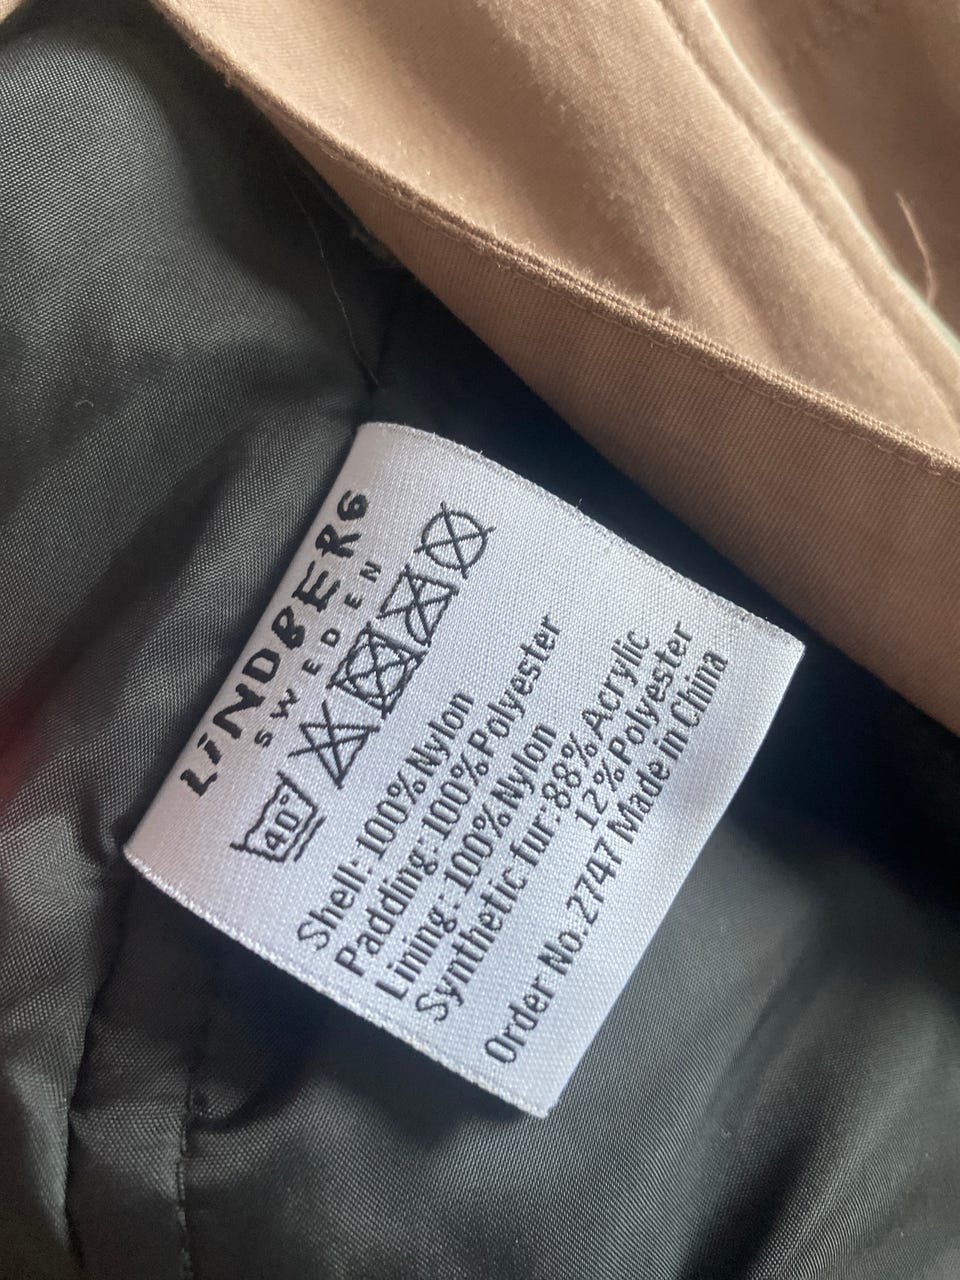 LiNDBERG
SWEDEN
40°
Shell: 100% Nylon
Padding: 100% Polyester
Lining: 100% Nylon
Synthetic fur: 88% Acrylic
12% Polyester
Order No.2747 Made in China